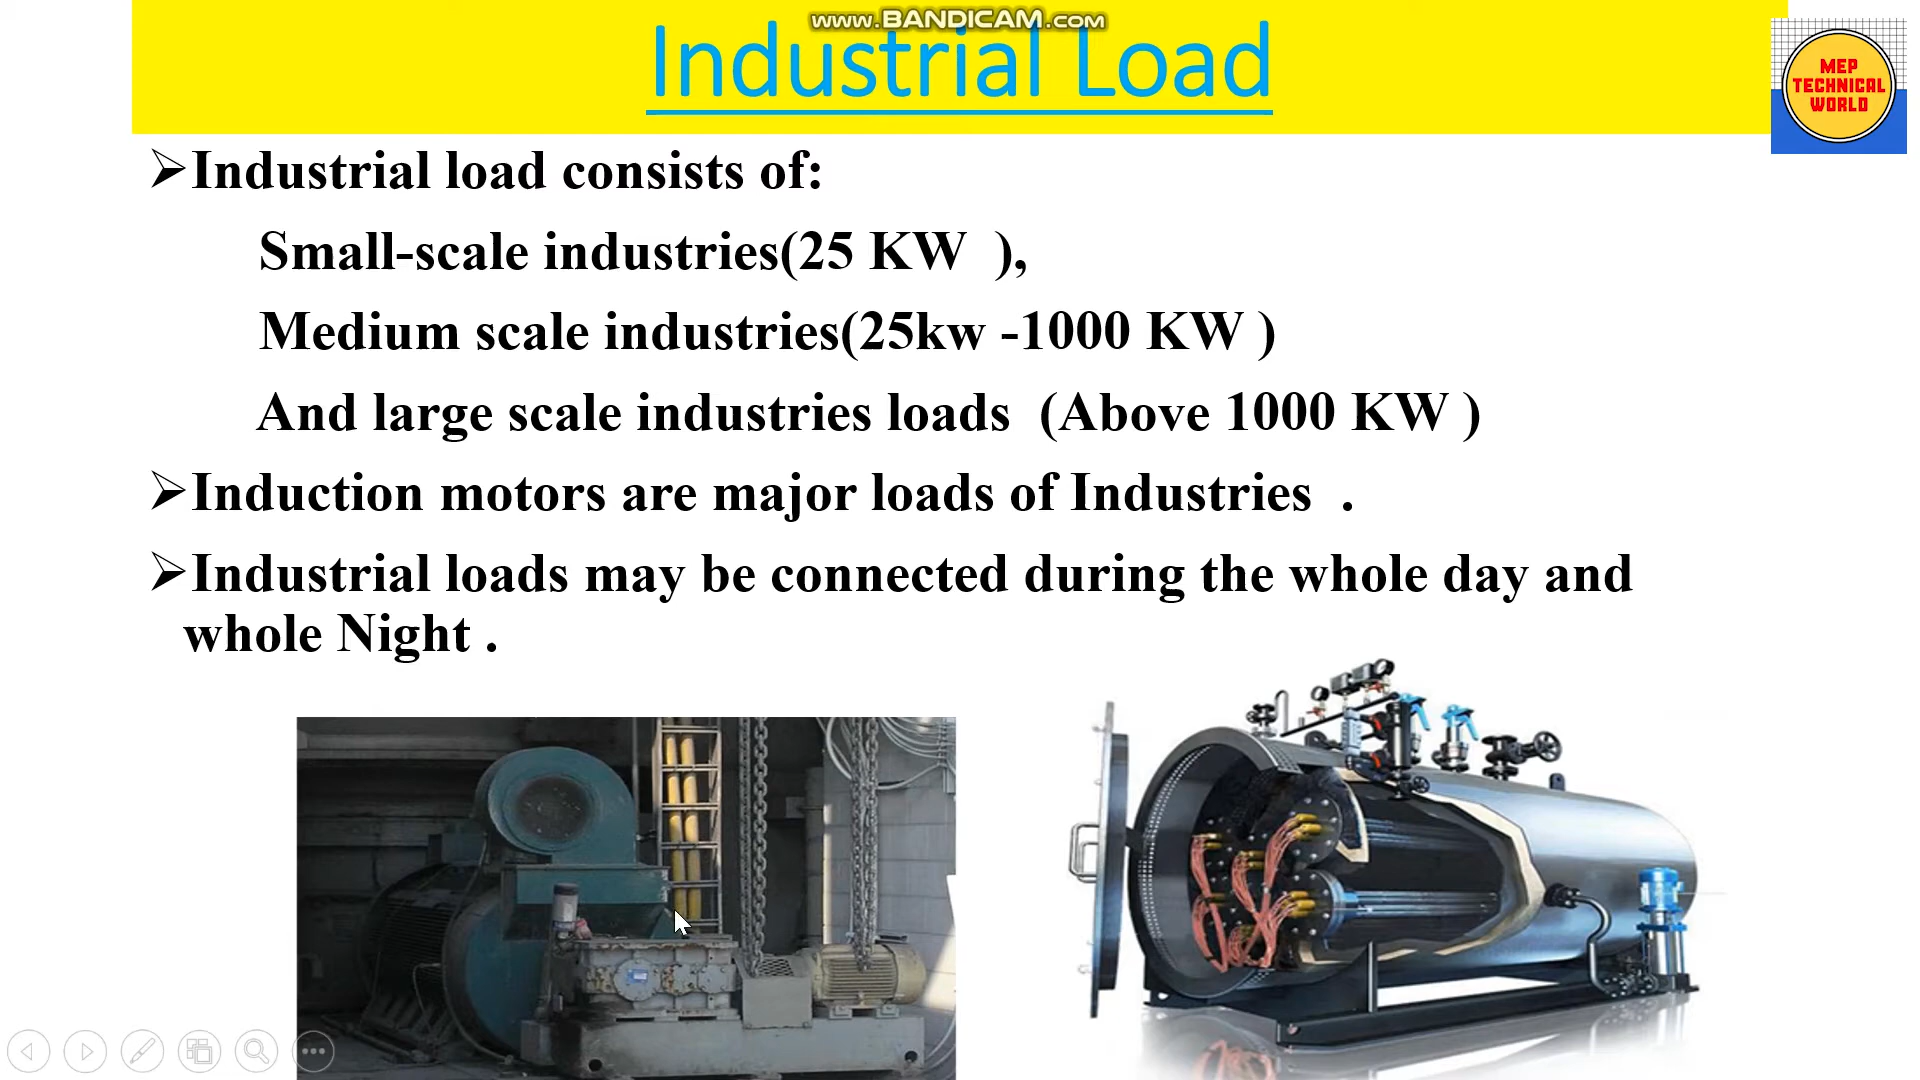 www.BANDICAM.com
Industrial Load
MEP
TECHNICAL
WORLD
➢Industrial load consists of:
Small-scale industries(25 KW  ),
Medium scale industries(25kw -1000 KW )
And large scale industries loads  (Above 1000 KW )
➢Induction motors are major loads of Industries  .
➢Industrial loads may be connected during the whole day and
whole Night .